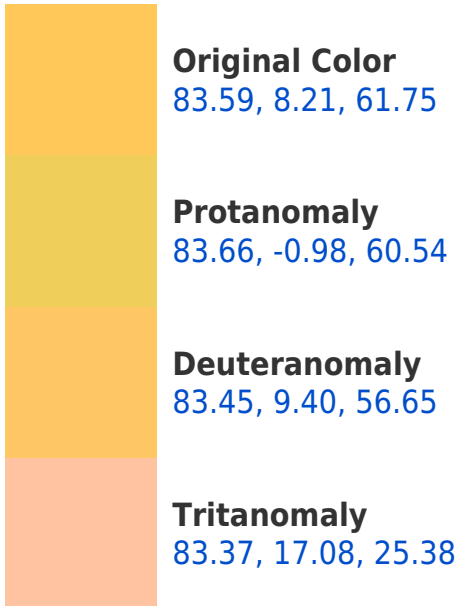 Original Color
83.59, 8.21, 61.75
Protanomaly
83.66, -0.98, 60.54
Deuteranomaly
83.45, 9.40, 56.65
Tritanomaly
83.37, 17.08, 25.38